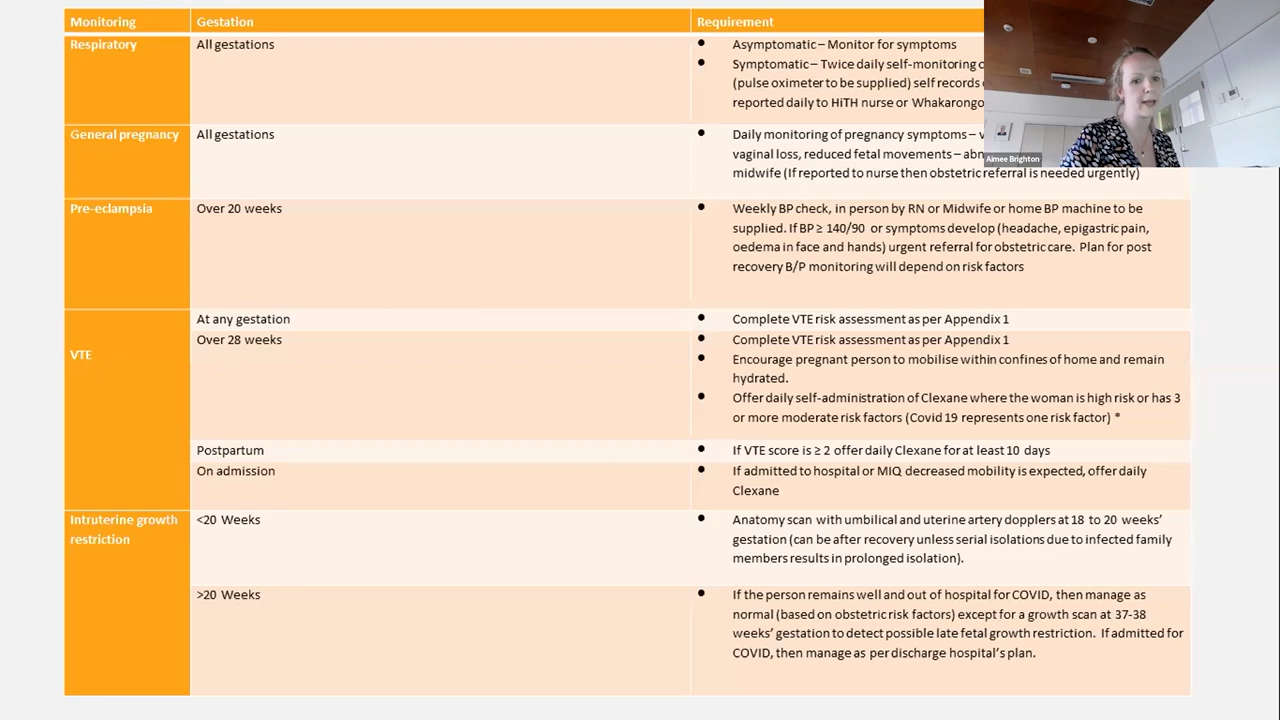 Monitoring Gestation Requirement
Respiratory All gestations ● Asymptomatic – Monitor for symptoms
● Symptomatic – Twice daily self-monitoring
(pulse oximeter to be supplied) self records
reported daily to HiTH nurse or Whakarongo
General pregnancy All gestations ● Daily monitoring of pregnancy symptoms –
vaginal loss, reduced fetal movements –
midwife (If reported to nurse then obstetric referral is needed urgently)
Aimee Brighton
Pre-eclampsia Over 20 weeks ● Weekly BP check, in person by RN or Midwife or home BP machine to be
supplied. If BP ≥ 140/90 or symptoms develop (headache, epigastric pain,
oedema in face and hands) urgent referral for obstetric care. Plan for post
recovery B/P monitoring will depend on risk factors
VTE
At any gestation ● Complete VTE risk assessment as per Appendix 1
Over 28 weeks ● Complete VTE risk assessment as per Appendix 1
● Encourage pregnant person to mobilise within confines of home and remain
hydrated.
● Offer daily self-administration of Clexane where the woman is high risk or has 3
or more moderate risk factors (Covid 19 represents one risk factor) *
Postpartum ● If VTE score is ≥ 2 offer daily Clexane for at least 10 days
On admission ● If admitted to hospital or MIQ decreased mobility is expected, offer daily
Clexane
Intruterine growth
restriction
<20 Weeks ● Anatomy scan with umbilical and uterine artery dopplers at 18 to 20 weeks'
gestation (can be after recovery unless serial isolations due to infected family
members results in prolonged isolation).
>20 Weeks ● If the person remains well and out of hospital for COVID, then manage as
normal (based on obstetric risk factors) except for a growth scan at 37-38
weeks' gestation to detect possible late fetal growth restriction. If admitted for
COVID, then manage as per discharge hospital's plan.